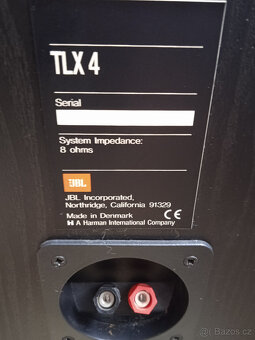 TLX 4
Serial
System Impedance:
8 ohms
JBL
JBL Incorporated,
Northridge, California 91329
Made in Denmark
CE
H A Harman International Company
Sbazos.cz